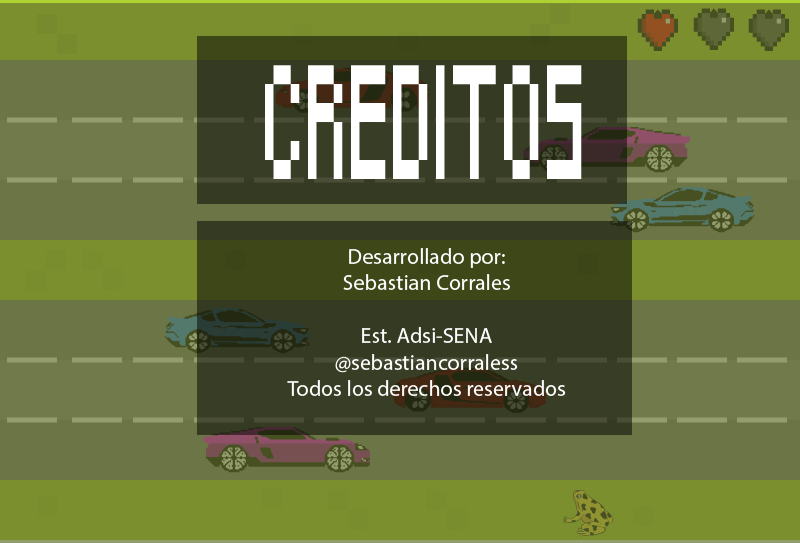 CREDITOS
Desarrollado por:
Sebastian Corrales
Est. Adsi-SENA
@sebastiancorraless
Todos los derechos reservados